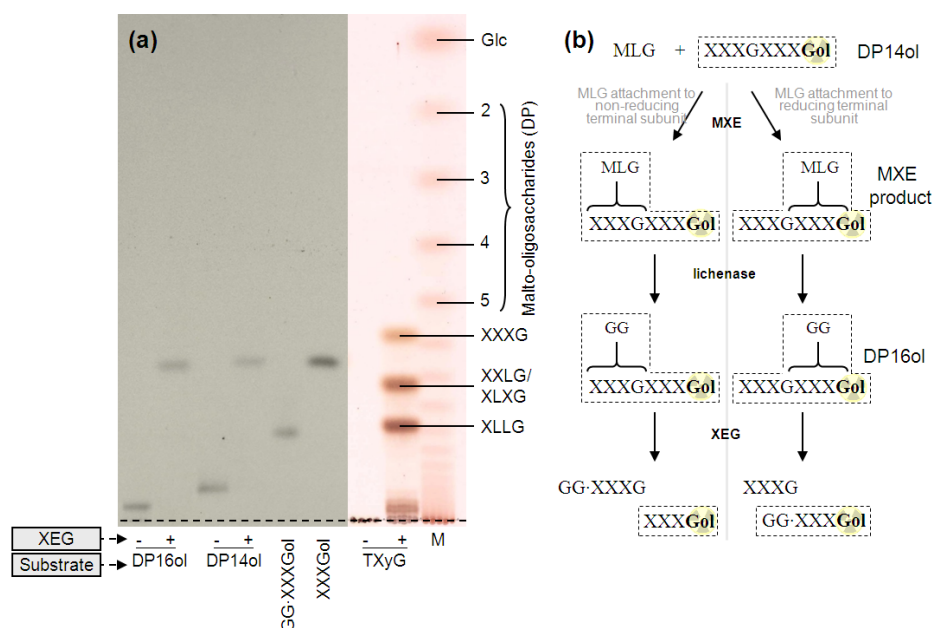 (a)
Glc
2
3
4
5
Malto-oligosaccharides (DP)
XXXG
XXLG/
XLXG
XLLG
XEG
- + - + - + M
Substrate
DP16ol DP14ol GG·XXXGol XXXGol TXyG
(b)
MLG + XXXGXXXGol DP14ol
MLG attachment to
non-reducing
terminal subunit
MLG attachment to
reducing terminal
subunit
MXE
MLG MLG
MXE
product
XXXGXXXGol XXXGXXXGol
lichenase
GG GG
DP16ol
XXXGXXXGol XXXGXXXGol
XEG
GG·XXXG XXXG
XXXGol GG·XXXGol